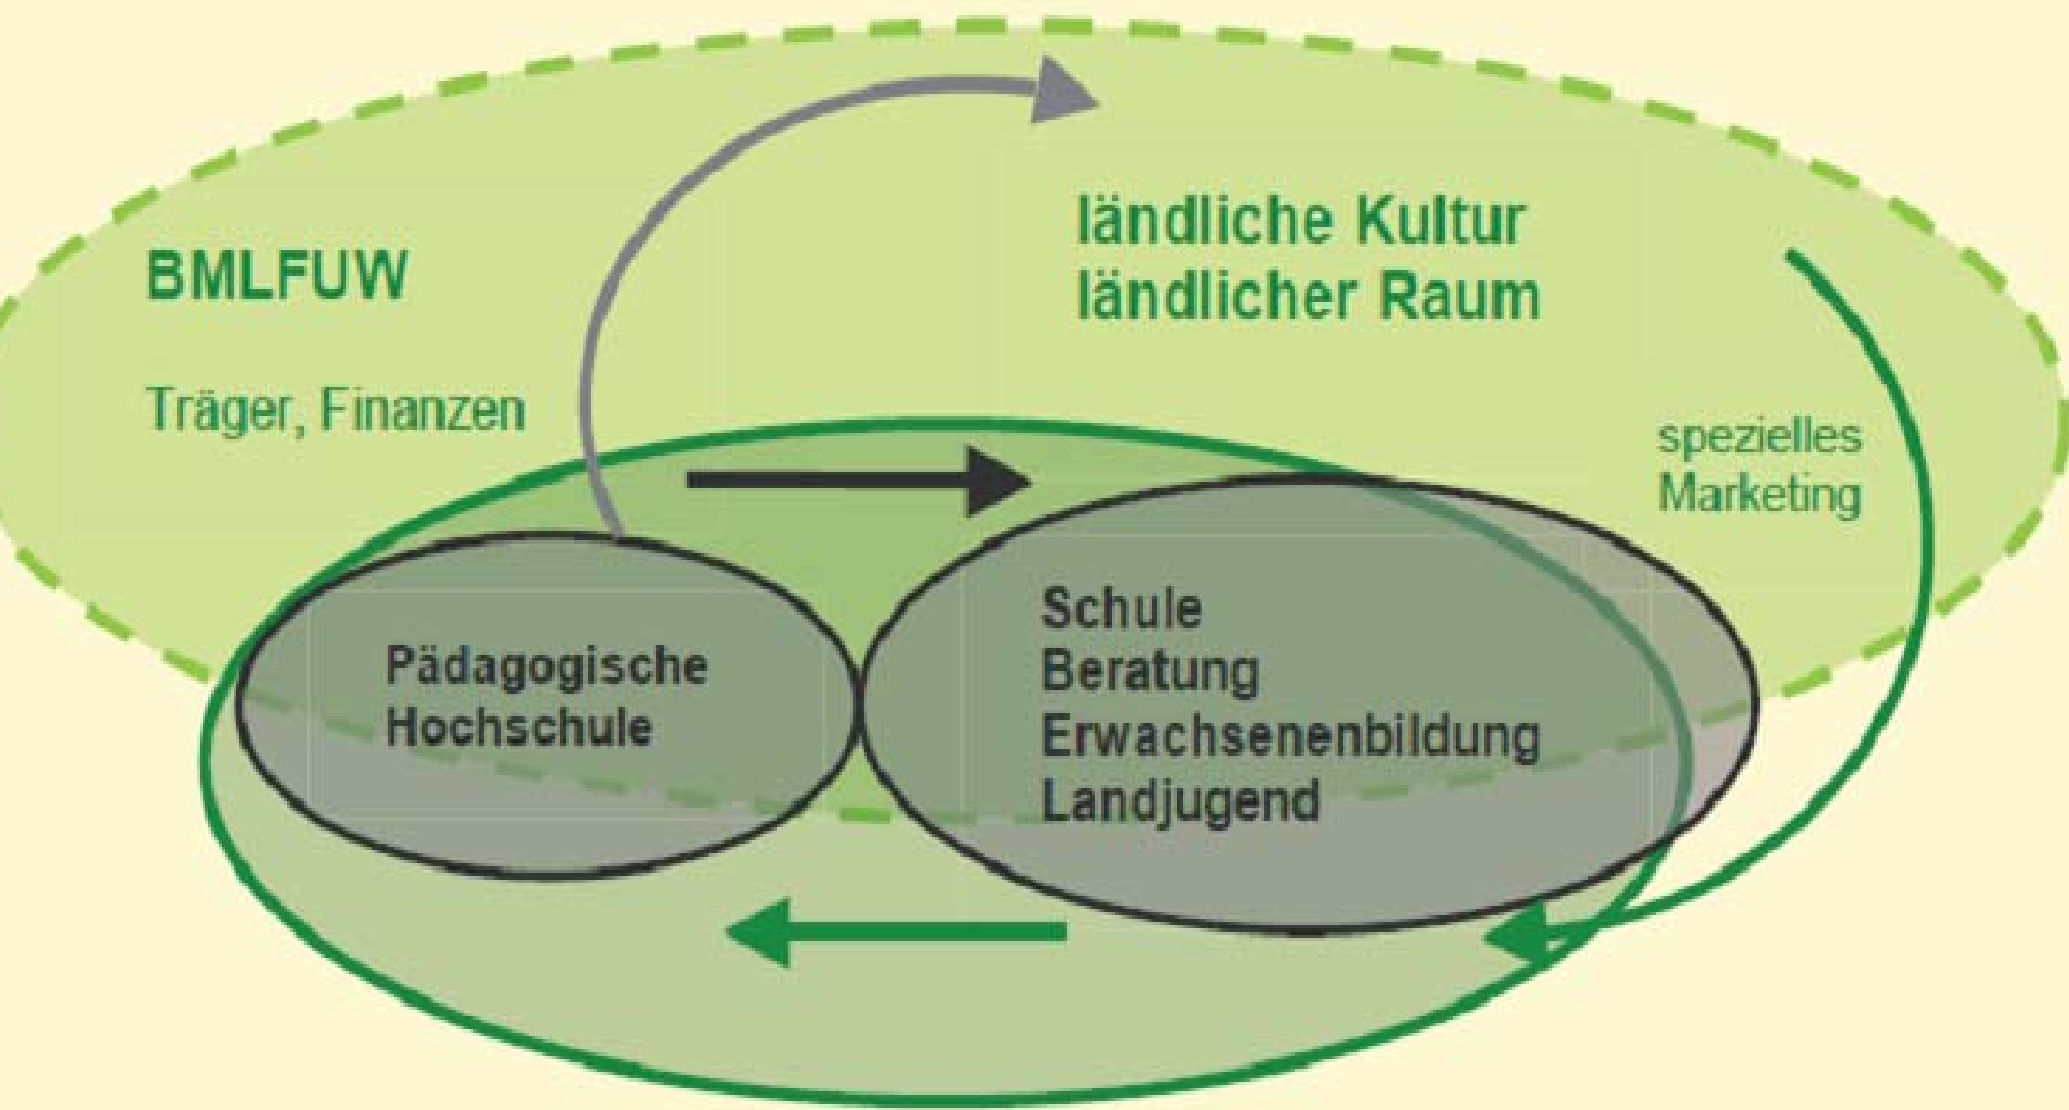 BMLFUW
Träger, Finanzen
ländliche Kultur
ländlicher Raum
spezielles
Marketing
Pädagogische
Hochschule
Schule
Beratung
Erwachsenenbildung
Landjugend